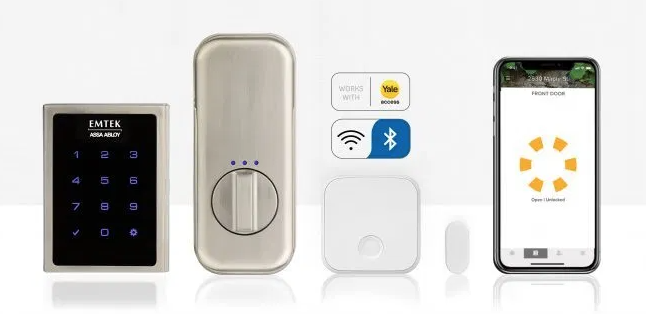 EMTEK
ASSA ABLOY
1 2 3
4 5 6
7 8 9
✓ 0
WORKS
WITH
Yale
access
FRONT DOOR
Open | Unlocked